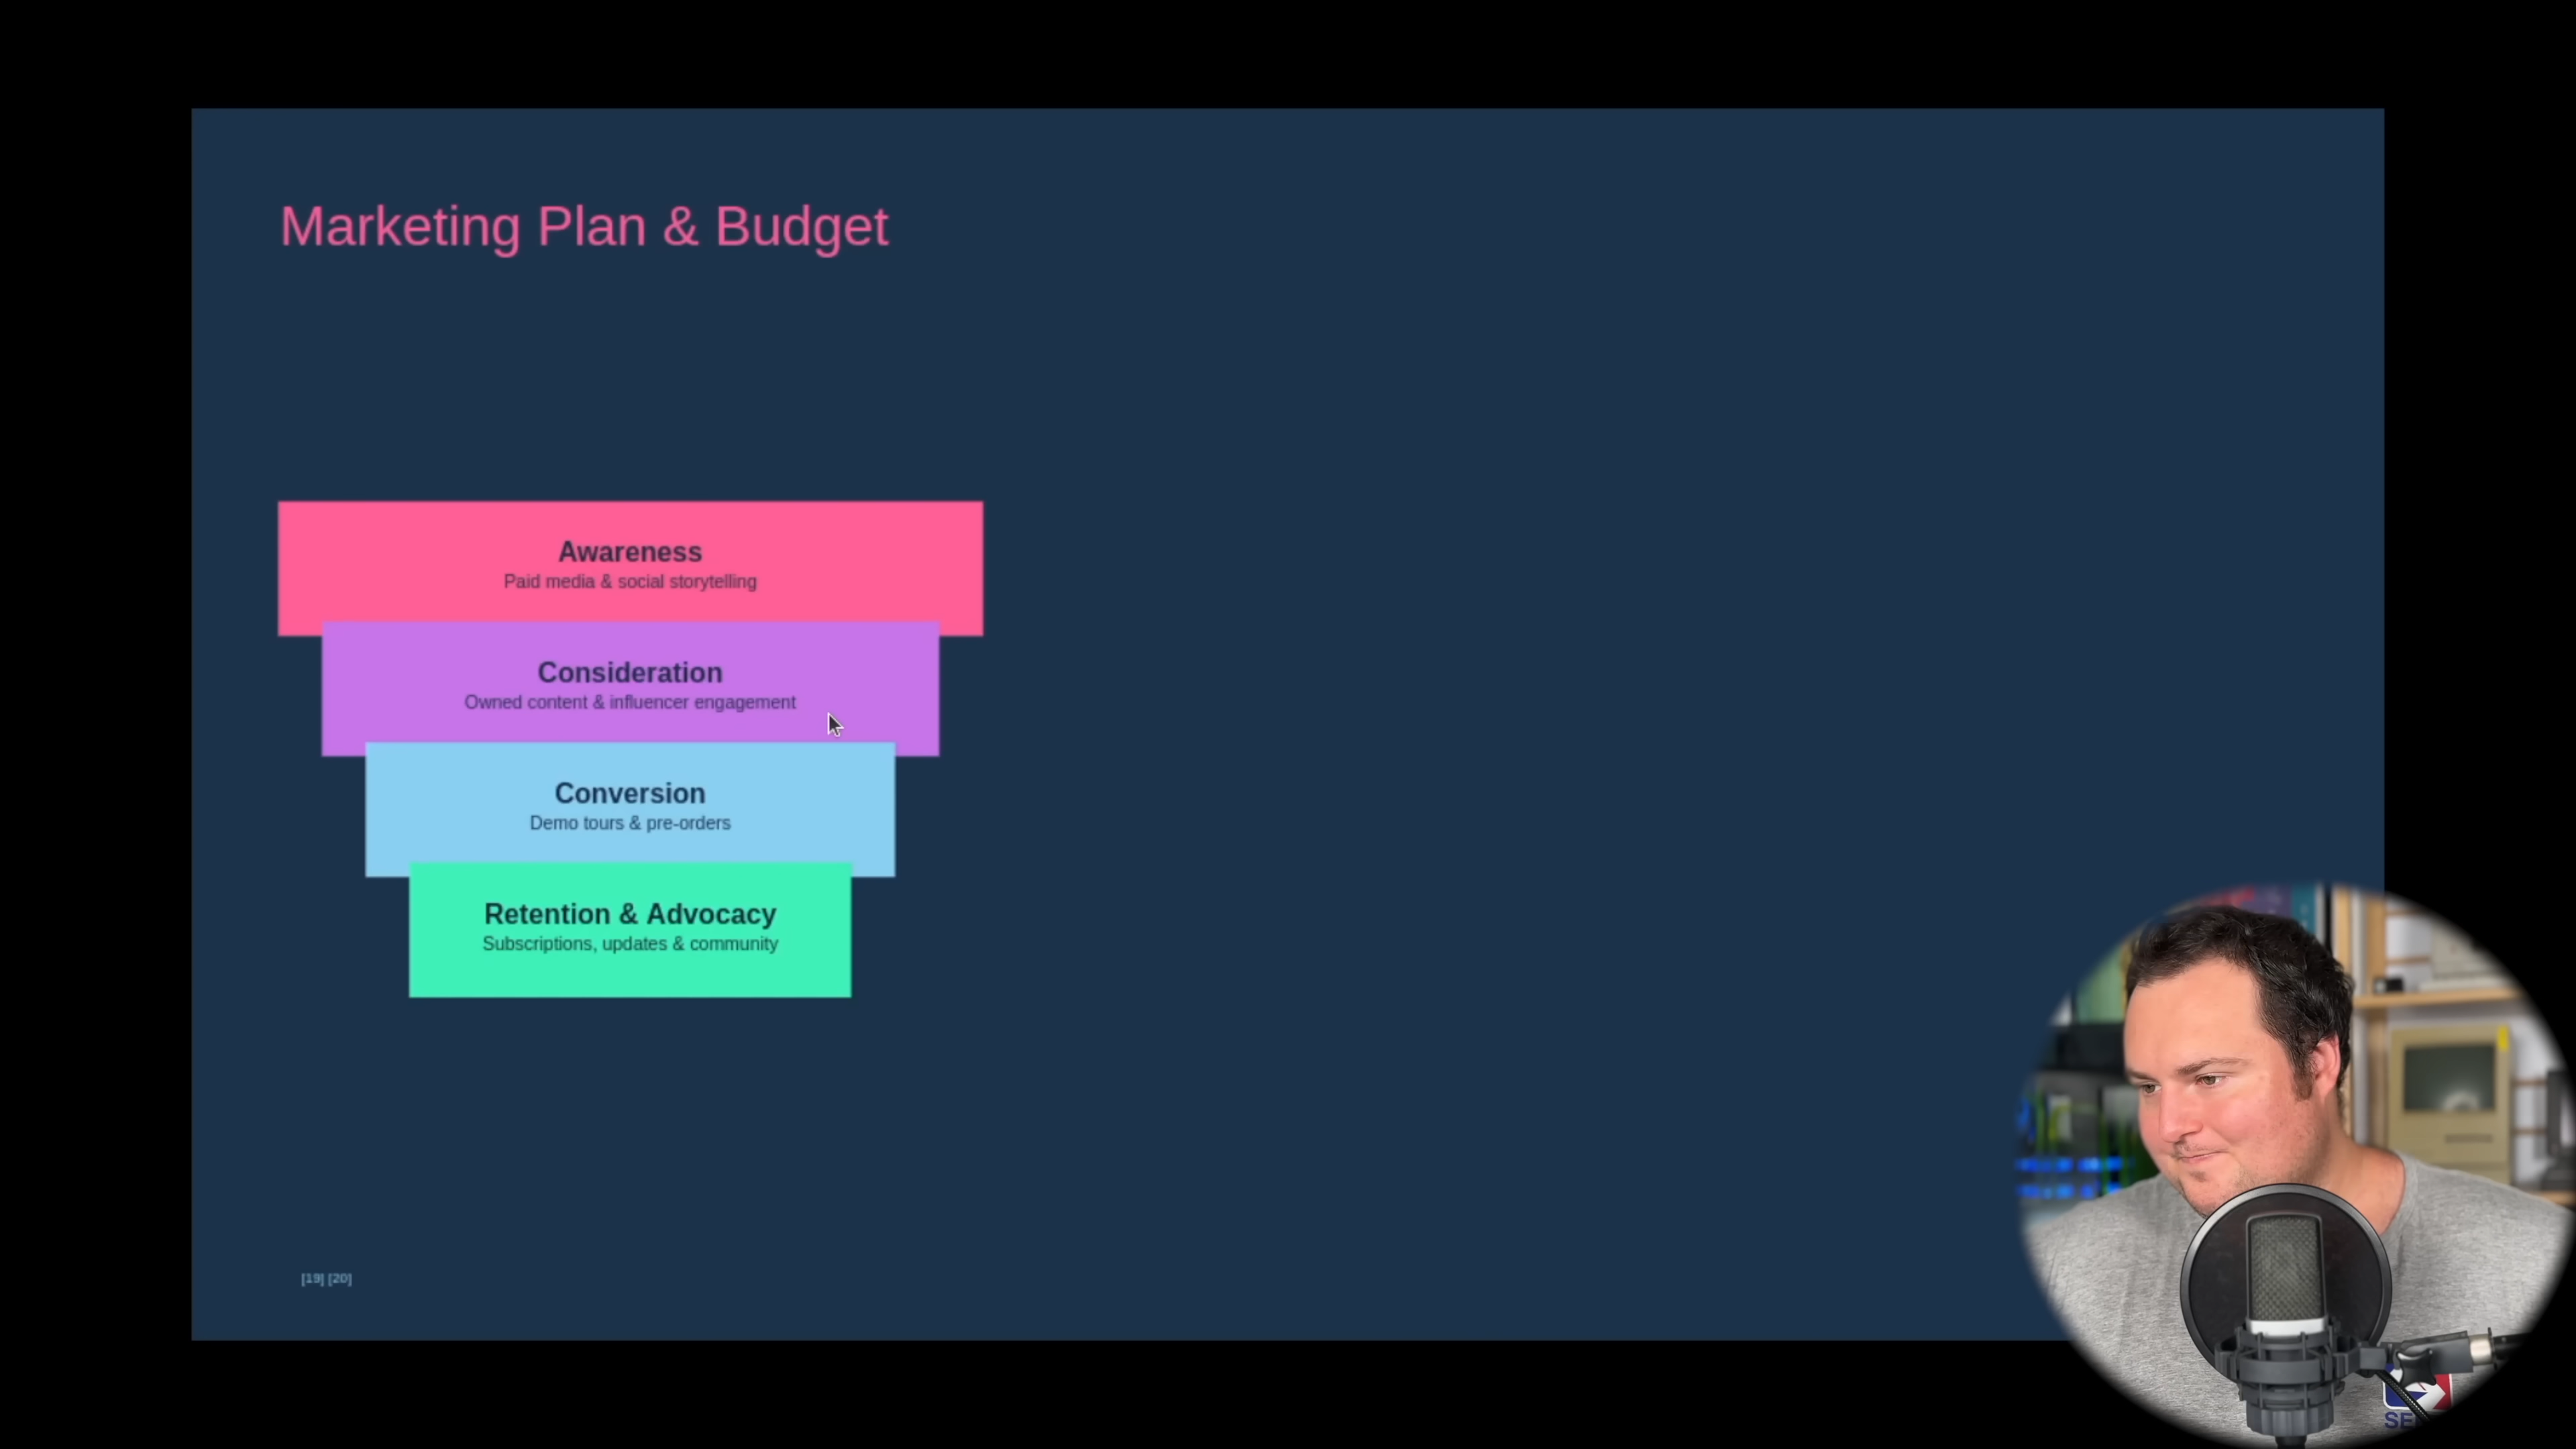 Marketing Plan & Budget
Awareness
Paid media & social storytelling
Consideration
Owned content & influencer engagement
Conversion
Demo tours & pre-orders
Retention & Advocacy
Subscriptions, updates & community
[19] [20]